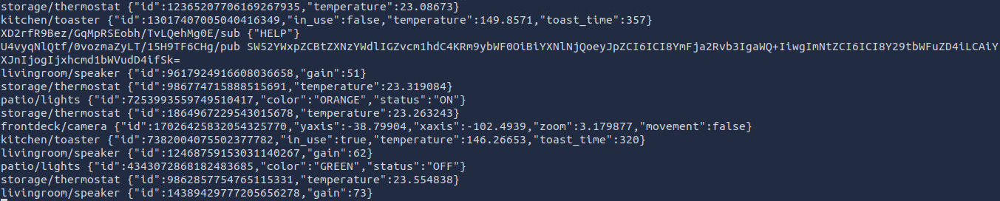 storage/thermostat {"id":12365207706169267935,"temperature":23.08673}
kitchen/toaster {"id":13017407005040416349,"in_use":false,"temperature":149.8571,"toast_time":357}
XD2rfR9Bez/GqMpRSEobh/TvLQehMg0E/sub {"HELP"}
U4vyqNlQtf/0vozmaZyLT/15H9TF6CHg/pub SW52YWxpZCBtZXNzYWdlIGZvcm1hdC4KRm9ybWF0OiBiYXNlNjQoeyJpZCI6ICI8YmFja2Rvb3IgaWQ+IiwgImNtZCI6ICI8Y29tbWFuZD4iLCAiY
XJnIjogIjxhcmd1bWVudD4ifSk=
livingroom/speaker {"id":9617924916608036658,"gain":51}
storage/thermostat {"id":986774715888515691,"temperature":23.319084}
patio/lights {"id":7253993559749510417,"color":"ORANGE","status":"ON"}
storage/thermostat {"id":1864967229543015678,"temperature":23.263243}
frontdeck/camera {"id":17026425832054325770,"yaxis":-38.79904,"xaxis":-102.4939,"zoom":3.179877,"movement":false}
kitchen/toaster {"id":7382004075502377782,"in_use":true,"temperature":146.26653,"toast_time":320}
livingroom/speaker {"id":12468759153031140267,"gain":62}
patio/lights {"id":4343072868182483685,"color":"GREEN","status":"OFF"}
storage/thermostat {"id":9862857754765115331,"temperature":23.554838}
livingroom/speaker {"id":14389429777205656278,"gain":73}